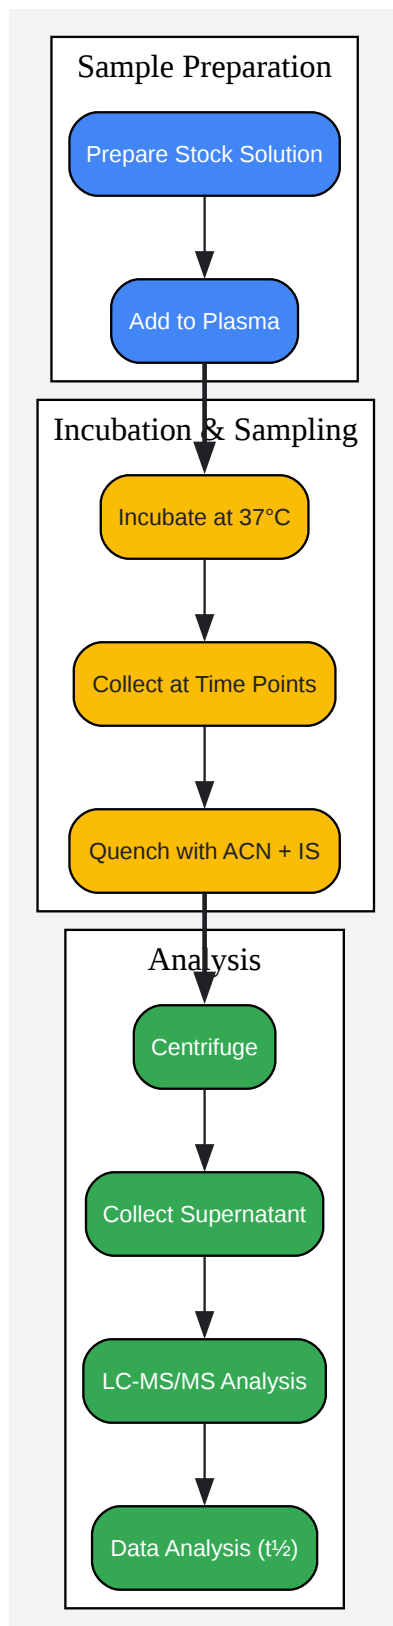 Sample Preparation
Prepare Stock Solution
Add to Plasma
Incubation & Sampling
Incubate at 37°C
Collect at Time Points
Quench with ACN + IS
Analysis
Centrifuge
Collect Supernatant
LC-MS/MS Analysis
Data Analysis (t½)